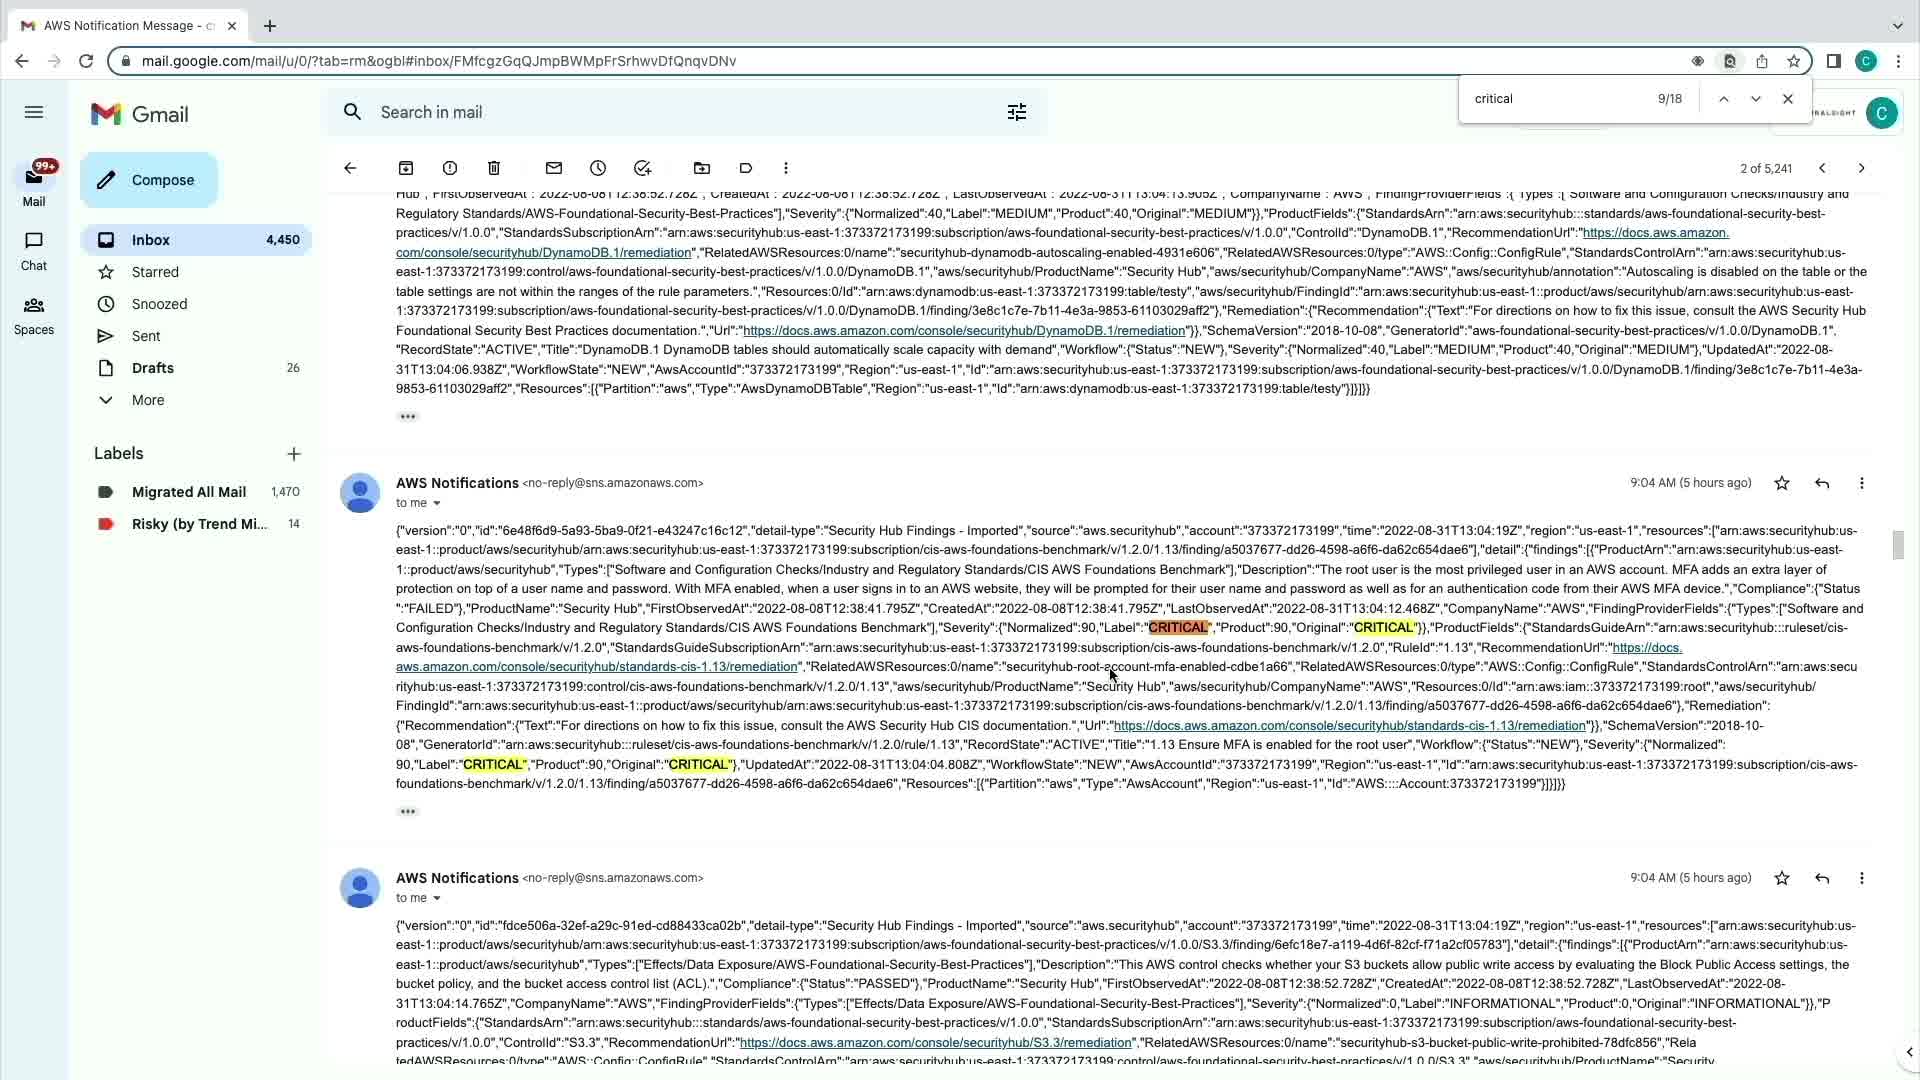 AWS Notification Message - c
mail.google.com/mail/u/0/?tab=rm&ogbl#inbox/FMfcgzGqQJmpBWMpFrSrhwvDfQnqvDNv
critical
9/18
Gmail
Search in mail
C
C
99+
Mail
Chat
Spaces
Compose
Inbox
4,450
Starred
Snoozed
Sent
Drafts
26
More
Labels
Migrated All Mail
1,470
Risky (by Trend Mi...
14
2 of 5,241
Hub","FirstObservedAt":"2022-08-08T12:38:52.728Z","CreatedAt":"2022-08-08T12:38:52.728Z","LastObservedAt":"2022-08-31T13:04:13.905Z","CompanyName":"AWS","FindingProviderFields":{"Types":["Software and Configuration Checks/Industry and
Regulatory Standards/AWS-Foundational-Security-Best-Practices"],"Severity":{"Normalized":40,"Label":"MEDIUM","Product":40,"Original":"MEDIUM"}},"ProductFields":{"StandardsArn":"arn:aws:securityhub:::standards/aws-foundational-security-best-
practices/v/1.0.0","StandardsSubscriptionArn":"arn:aws:securityhub:us-east-1:373372173199:subscription/aws-foundational-security-best-practices/v/1.0.0","ControlId":"DynamoDB.1","RecommendationUrl":"https://docs.aws.amazon.
com/console/securityhub/DynamoDB.1/remediation","RelatedAWSResources:0/name":"securityhub-dynamodb-autoscaling-enabled-4931e606","RelatedAWSResources:0/type":"AWS::Config::ConfigRule","StandardsControlArn":"arn:aws:securityhub:us-
east-1:373372173199:control/aws-foundational-security-best-practices/v/1.0.0/DynamoDB.1","aws/securityhub/ProductName":"Security Hub","aws/securityhub/CompanyName":"AWS","aws/securityhub/annotation":"Autoscaling is disabled on the table or the
table settings are not within the ranges of the rule parameters.","Resources:0/Id":"arn:aws:dynamodb:us-east-1:373372173199:table/testy","aws/securityhub/FindingId":"arn:aws:securityhub:us-east-1::product/aws/securityhub/arn:aws:securityhub:us-east-
1:373372173199:subscription/aws-foundational-security-best-practices/v/1.0.0/DynamoDB.1/finding/3e8c1c7e-7b11-4e3a-9853-61103029aff2"},"Remediation":{"Recommendation":{"Text":"For directions on how to fix this issue, consult the AWS Security Hub
Foundational Security Best Practices documentation.","Url":"https://docs.aws.amazon.com/console/securityhub/DynamoDB.1/remediation"}},"SchemaVersion":"2018-10-08","GeneratorId":"aws-foundational-security-best-practices/v/1.0.0/DynamoDB.1",
"RecordState":"ACTIVE","Title":"DynamoDB.1 DynamoDB tables should automatically scale capacity with demand","Workflow":{"Status":"NEW"},"Severity":{"Normalized":40,"Label":"MEDIUM","Product":40,"Original":"MEDIUM"},"UpdatedAt":"2022-08-
31T13:04:06.938Z","WorkflowState":"NEW","AwsAccountId":"373372173199","Region":"us-east-1","Id":"arn:aws:securityhub:us-east-1:373372173199:subscription/aws-foundational-security-best-practices/v/1.0.0/DynamoDB.1/finding/3e8c1c7e-7b11-4e3a-
9853-61103029aff2","Resources":[{"Partition":"aws","Type":"AwsDynamoDBTable","Region":"us-east-1","Id":"arn:aws:dynamodb:us-east-1:373372173199:table/testy"}]}]}}
AWS Notifications <no-reply@sns.amazonaws.com>
9:04 AM (5 hours ago)
to me
{"version":"0","id":"6e48f6d9-5a93-5ba9-0f21-e43247c16c12","detail-type":"Security Hub Findings - Imported","source":"aws.securityhub","account":"373372173199","time":"2022-08-31T13:04:19Z","region":"us-east-1","resources":["arn:aws:securityhub:us-
east-1::product/aws/securityhub/arn:aws:securityhub:us-east-1:373372173199:subscription/cis-aws-foundations-benchmark/v/1.2.0/1.13/finding/a5037677-dd26-4598-a6f6-da62c654dae6"],"detail":{"findings":[{"ProductArn":"arn:aws:securityhub:us-east-
1::product/aws/securityhub","Types":["Software and Configuration Checks/Industry and Regulatory Standards/CIS AWS Foundations Benchmark"],"Description":"The root user is the most privileged user in an AWS account. MFA adds an extra layer of
protection on top of a user name and password. With MFA enabled, when a user signs in to an AWS website, they will be prompted for their user name and password as well as for an authentication code from their AWS MFA device.","Compliance":{"Status
":"FAILED"},"ProductName":"Security Hub","FirstObservedAt":"2022-08-08T12:38:41.795Z","CreatedAt":"2022-08-08T12:38:41.795Z","LastObservedAt":"2022-08-31T13:04:12.468Z","CompanyName":"AWS","FindingProviderFields":{"Types":["Software and
Configuration Checks/Industry and Regulatory Standards/CIS AWS Foundations Benchmark"],"Severity":{"Normalized":90,"Label":"CRITICAL","Product":90,"Original":"CRITICAL"}},"ProductFields":{"StandardsGuideArn":"arn:aws:securityhub:::ruleset/cis-
aws-foundations-benchmark/v/1.2.0","StandardsGuideSubscriptionArn":"arn:aws:securityhub:us-east-1:373372173199:subscription/cis-aws-foundations-benchmark/v/1.2.0","RuleId":"1.13","RecommendationUrl":"https://docs.
aws.amazon.com/console/securityhub/standards-cis-1.13/remediation","RelatedAWSResources:0/name":"securityhub-root-account-mfa-enabled-cdbe1a66","RelatedAWSResources:0/type":"AWS::Config::ConfigRule","StandardsControlArn":"arn:aws:secu
rityhub:us-east-1:373372173199:control/cis-aws-foundations-benchmark/v/1.2.0/1.13","aws/securityhub/ProductName":"Security Hub","aws/securityhub/CompanyName":"AWS","Resources:0/Id":"arn:aws:iam::373372173199:root","aws/securityhub/
FindingId":"arn:aws:securityhub:us-east-1::product/aws/securityhub/arn:aws:securityhub:us-east-1:373372173199:subscription/cis-aws-foundations-benchmark/v/1.2.0/1.13/finding/a5037677-dd26-4598-a6f6-da62c654dae6"},"Remediation":
{"Recommendation":{"Text":"For directions on how to fix this issue, consult the AWS Security Hub CIS documentation.","Url":"https://docs.aws.amazon.com/console/securityhub/standards-cis-1.13/remediation"}},"SchemaVersion":"2018-10-
08","GeneratorId":"arn:aws:securityhub:::ruleset/cis-aws-foundations-benchmark/v/1.2.0/rule/1.13","RecordState":"ACTIVE","Title":"1.13 Ensure MFA is enabled for the root user","Workflow":{"Status":"NEW"},"Severity":{"Normalized":
90,"Label":"CRITICAL","Product":90,"Original":"CRITICAL"},"UpdatedAt":"2022-08-31T13:04:04.808Z","WorkflowState":"NEW","AwsAccountId":"373372173199","Region":"us-east-1","Id":"arn:aws:securityhub:us-east-1:373372173199:subscription/cis-aws-
foundations-benchmark/v/1.2.0/1.13/finding/a5037677-dd26-4598-a6f6-da62c654dae6","Resources":[{"Partition":"aws","Type":"AwsAccount","Region":"us-east-1","Id":"AWS::::Account:373372173199"}]}]}}
AWS Notifications <no-reply@sns.amazonaws.com>
9:04 AM (5 hours ago)
to me
{"version":"0","id":"fdce506a-32ef-a29c-91ed-cd88433ca02b","detail-type":"Security Hub Findings - Imported","source":"aws.securityhub","account":"373372173199","time":"2022-08-31T13:04:19Z","region":"us-east-1","resources":["arn:aws:securityhub:us-
east-1::product/aws/securityhub/arn:aws:securityhub:us-east-1:373372173199:subscription/aws-foundational-security-best-practices/v/1.0.0/S3.3/finding/6efc18e7-a119-4d6f-82cf-f71a2cf05783"],"detail":{"findings":[{"ProductArn":"arn:aws:securityhub:us-
east-1::product/aws/securityhub","Types":["Effects/Data Exposure/AWS-Foundational-Security-Best-Practices"],"Description":"This AWS control checks whether your S3 buckets allow public write access by evaluating the Block Public Access settings, the
bucket policy, and the bucket access control list (ACL).","Compliance":{"Status":"PASSED"},"ProductName":"Security Hub","FirstObservedAt":"2022-08-08T12:38:52.728Z","CreatedAt":"2022-08-08T12:38:52.728Z","LastObservedAt":"2022-08-
31T13:04:14.765Z","CompanyName":"AWS","FindingProviderFields":{"Types":["Effects/Data Exposure/AWS-Foundational-Security-Best-Practices"],"Severity":{"Normalized":0,"Label":"INFORMATIONAL","Product":0,"Original":"INFORMATIONAL"}},"P
roductFields":{"StandardsArn":"arn:aws:securityhub:::standards/aws-foundational-security-best-practices/v/1.0.0","StandardsSubscriptionArn":"arn:aws:securityhub:us-east-1:373372173199:subscription/aws-foundational-security-best-
practices/v/1.0.0","ControlId":"S3.3","RecommendationUrl":"https://docs.aws.amazon.com/console/securityhub/S3.3/remediation","RelatedAWSResources:0/name":"securityhub-s3-bucket-public-write-prohibited-78dfc856","Rela
tedAWSResources:0/type":"AWS::Config::ConfigRule","StandardsControlArn":"arn:aws:securityhub:us-east-1:373372173199:control/aws-foundational-security-best-practices/v/1.0.0/S3.3","aws/securityhub/ProductName":"Security